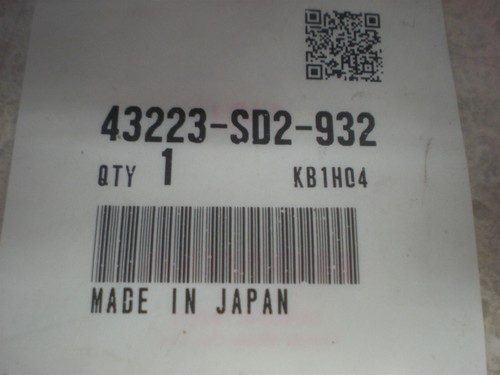 43223-SD2-932
QTY 1 KB1H04
MADE IN JAPAN